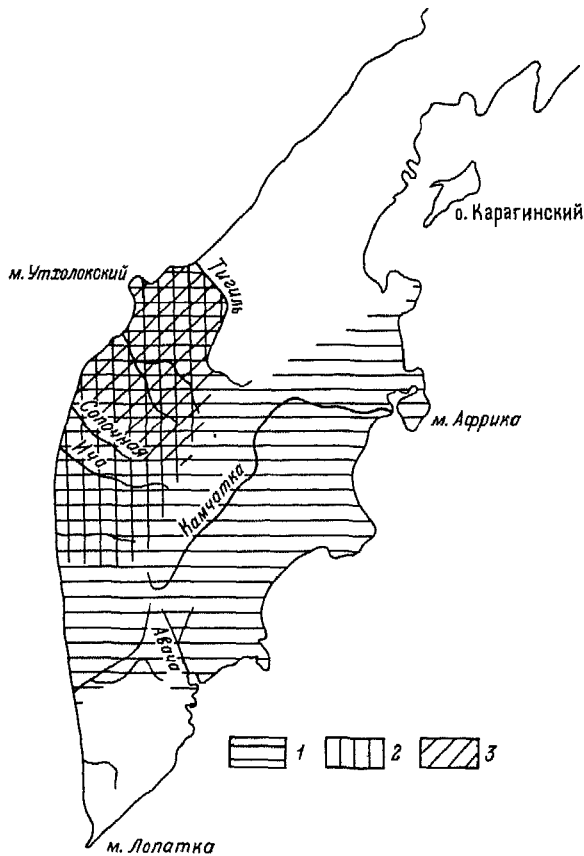 о. Карагинский
м. Утхолокский
Тигиль
м. Африка
Сопочная
Ича
Камчатка
Авача
1
2
3
м. Лопатка